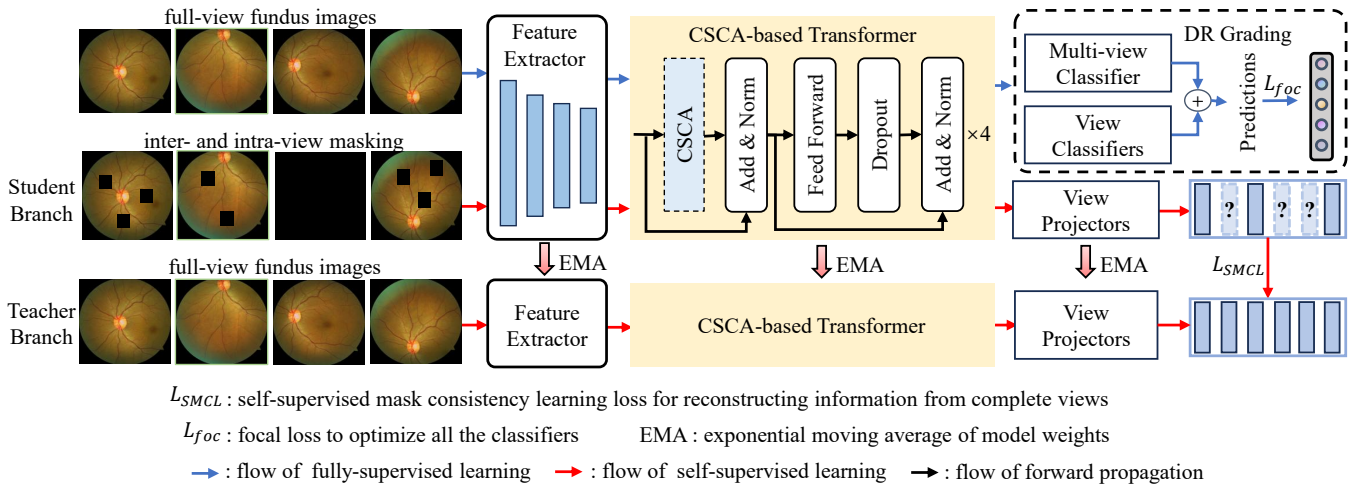 full-view fundus images
inter- and intra-view masking
Student
Branch
full-view fundus images
Teacher
Branch
Feature
Extractor
EMA
Feature
Extractor
CSCA-based Transformer
CSCA
Add & Norm
Feed Forward
Dropout
Add & Norm
×4
EMA
CSCA-based Transformer
DR Grading
Multi-view
Classifier
View
Classifiers
+
Predictions
L_foc
View
Projectors
? ? ?
EMA
L_SMCL
View
Projectors
L_SMCL : self-supervised mask consistency learning loss for reconstructing information from complete views
L_foc : focal loss to optimize all the classifiers EMA : exponential moving average of model weights
: flow of fully-supervised learning : flow of self-supervised learning : flow of forward propagation